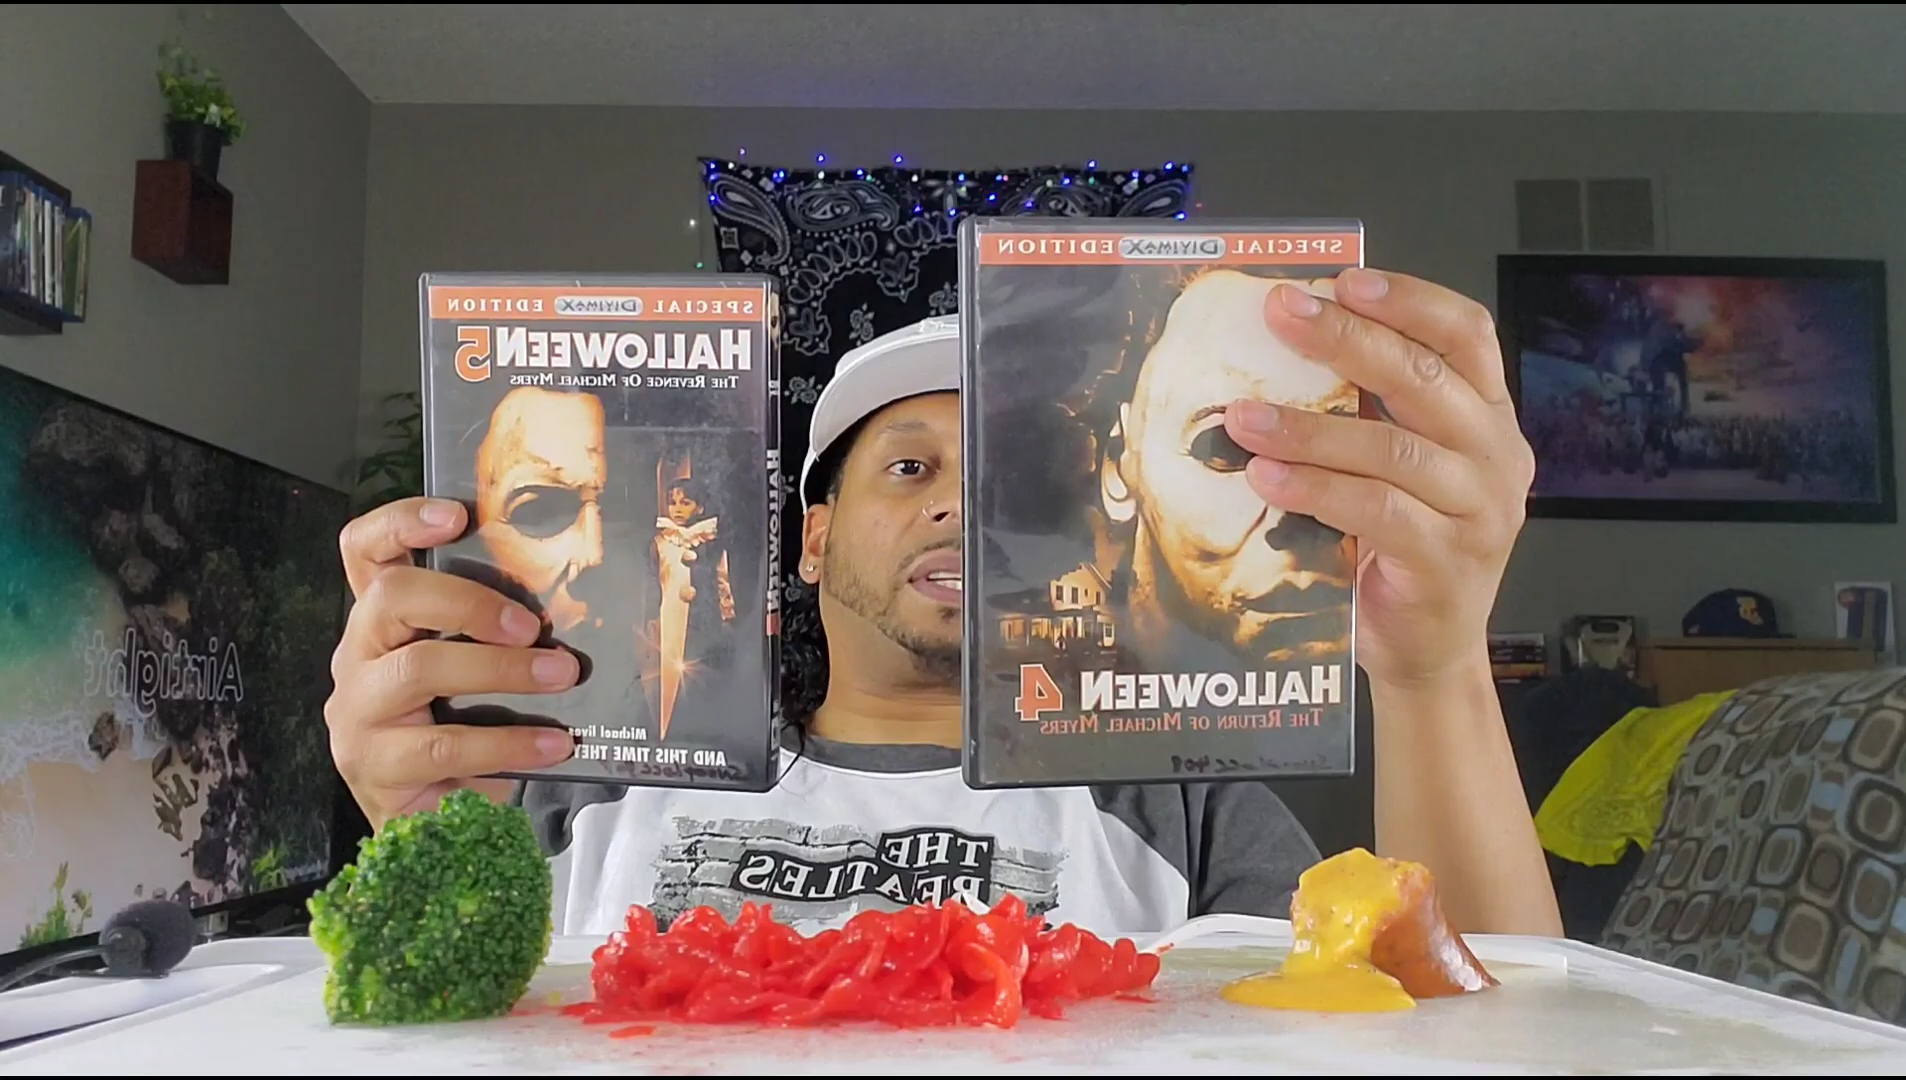 SPECIAL DIVIMAX EDITION
HALLOWEEN 5
THE REVENGE OF MICHAEL MYERS
HALLOWEEN
Michael lives
AND THIS TIME THEY
SPECIAL DIVIMAX EDITION
HALLOWEEN 4
THE RETURN OF MICHAEL MYERS
Airtight
THE
BEATLES